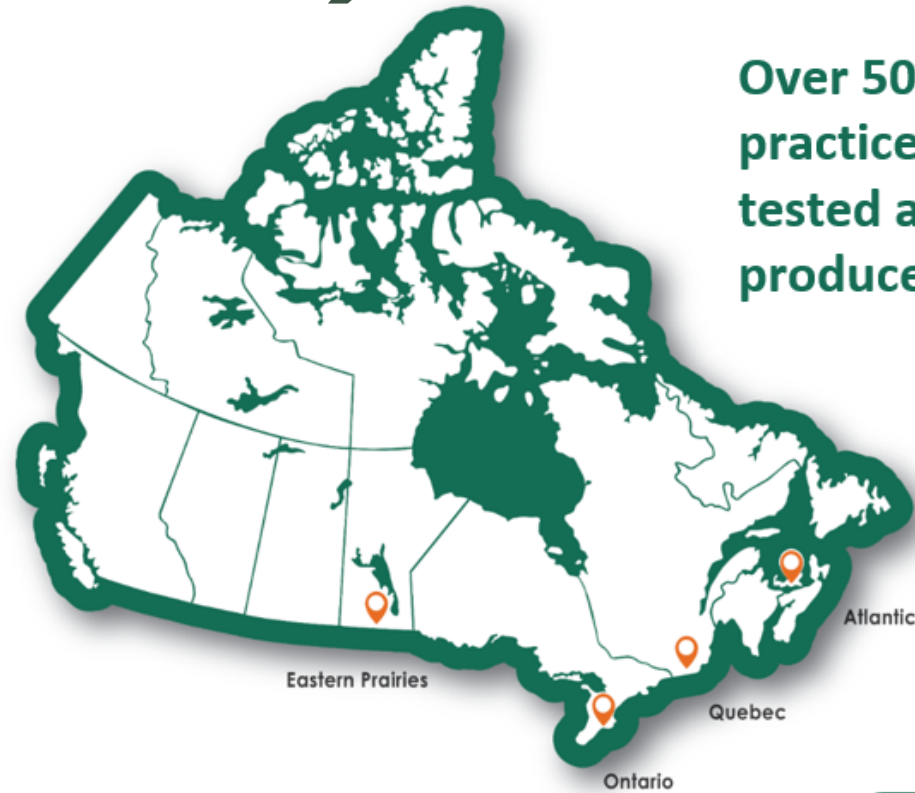 Over 50
practice
tested a
produce
Atlantic
Eastern Prairies
Quebec
Ontario